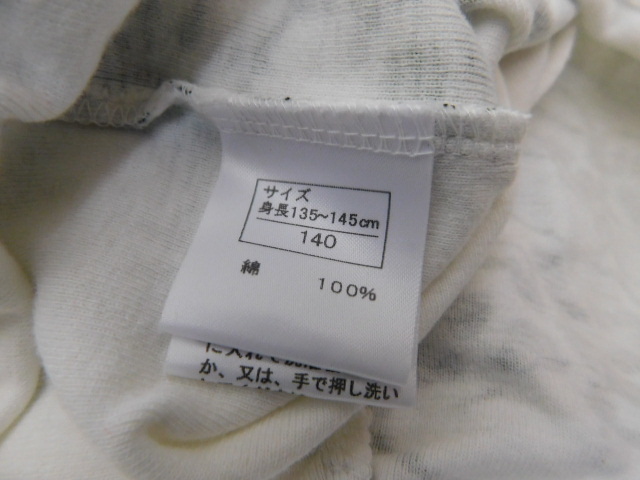 サイズ
身長135~145cm
140
綿 100%
に入れて
か、又は、手で押し洗い